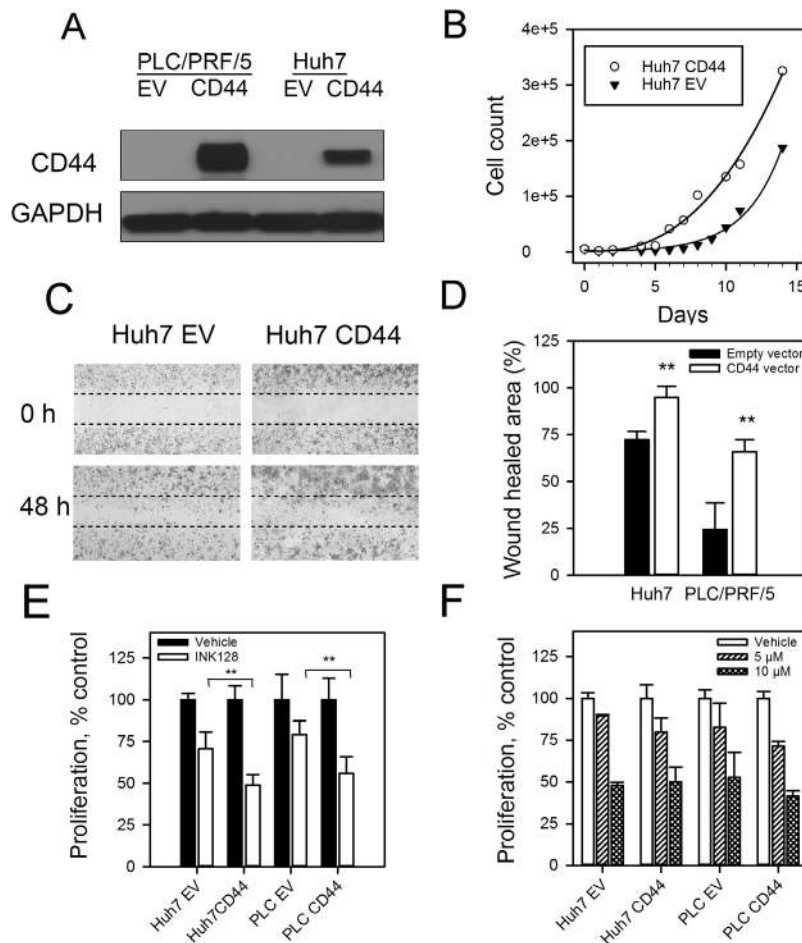 A
PLC/PRF/5 Huh7
EV CD44 EV CD44
CD44
GAPDH
B
Cell count
4e+5
3e+5
2e+5
1e+5
0
Huh7 CD44
Huh7 EV
0 5 10 15
Days
C
Huh7 EV Huh7 CD44
0 h
48 h
D
Wound healed area (%)
125
100
75
50
25
0
Empty vector
CD44 vector
**
**
Huh7 PLC/PRF/5
E
Proliferation, % control
125
100
75
50
25
0
Vehicle
INK128
**
**
Huh7 EV
Huh7CD44
PLC EV
PLC CD44
F
Proliferation, % control
125
100
75
50
25
0
Vehicle
5 µM
10 µM
Huh7 EV
Huh7 CD44
PLC EV
PLC CD44